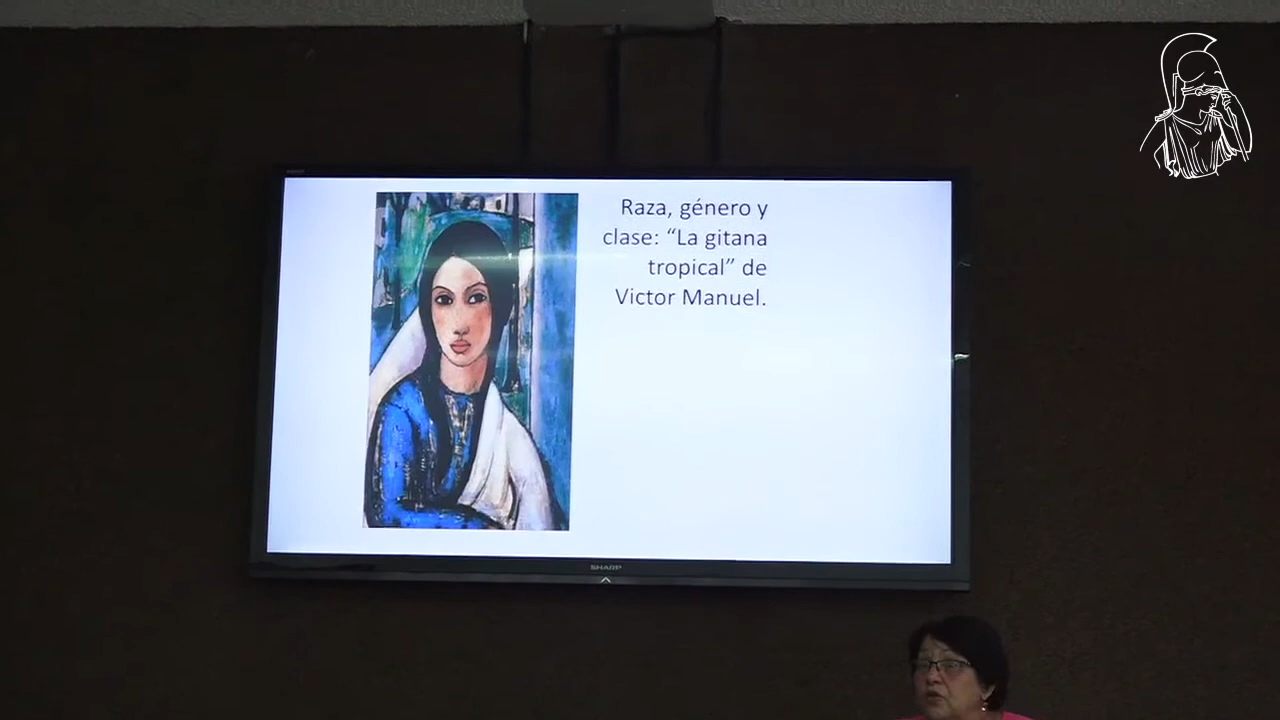 Raza, género y
clase: “La gitana
tropical” de
Victor Manuel.
SHARP